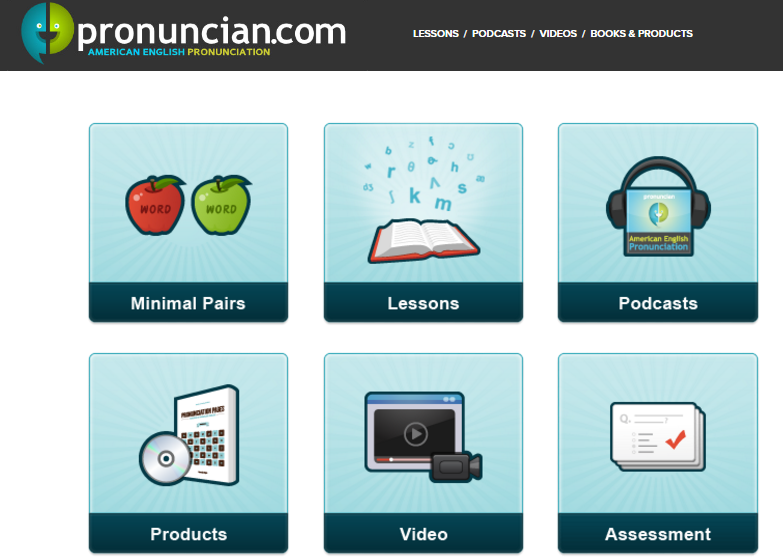 pronuncian.com
AMERICAN ENGLISH PRONUNCIATION
LESSONS / PODCASTS / VIDEOS / BOOKS & PRODUCTS
WORD WORD
Minimal Pairs
b z ɔ
r θ h
ʃ k ʌ s æ
m
Lessons
pronuncian
American English
Pronunciation
Podcasts
PRONUNCIATION PAGES
Products
Video
Q.
Assessment